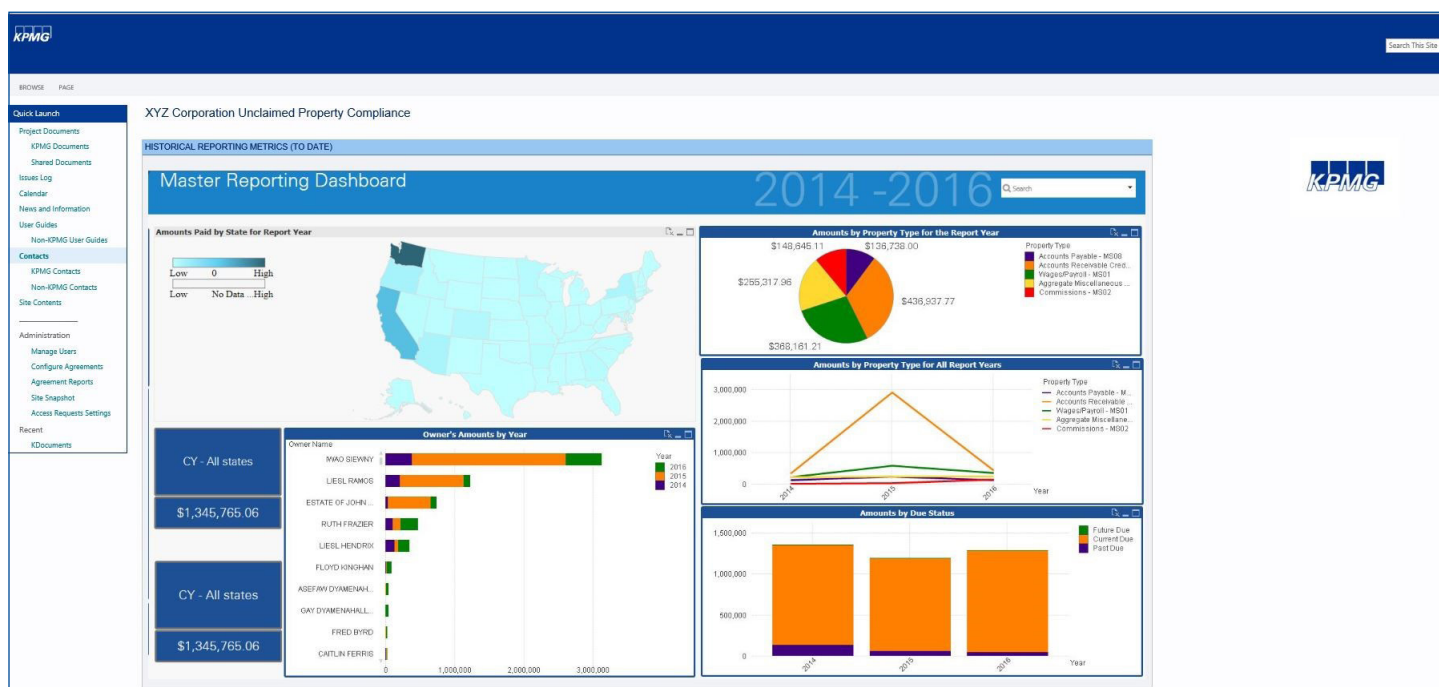 KPMG
Search This Site
BROWSE PAGE
Quick Launch
Project Documents
KPMG Documents
Shared Documents
Issues Log
Calendar
News and Information
User Guides
Non-KPMG User Guides
Contacts
KPMG Contacts
Non-KPMG Contacts
Site Contents
Administration
Manage Users
Configure Agreements
Agreement Reports
Site Snapshot
Access Requests Settings
Recent
KDocuments
XYZ Corporation Unclaimed Property Compliance
HISTORICAL REPORTING METRICS (TO DATE)
Master Reporting Dashboard
2014 -2016
Search
Amounts Paid by State for Report Year
Low 0 High
Low No Data ...High
Amounts by Property Type for the Report Year
$148,645.11
$136,738.00
$255,317.96
$436,937.77
$368,161.21
Property Type
Accounts Payable - MS08
Accounts Receivable Cred...
Wages/Payroll - MS01
Aggregate Miscellaneous ...
Commissions - MS02
Amounts by Property Type for All Report Years
3,000,000
2,000,000
1,000,000
0
2014
2015
2016
Year
Property Type
Accounts Payable - M...
Accounts Receivable ...
Wages/Payroll - MS01
Aggregate Miscellane...
Commissions - MS02
CY - All states
$1,345,765.06
CY - All states
$1,345,765.06
Owner's Amounts by Year
Owner Name
IWAO SIEWNY
LIESL RAMOS
ESTATE OF JOHN ...
RUTH FRAZIER
LIESL HENDRIX
FLOYD KINGHAN
ASEFAW DYAMENAH...
GAY DYAMENAHALL...
FRED BYRD
CAITLIN FERRIS
0
1,000,000
2,000,000
3,000,000
Year
2016
2015
2014
Amounts by Due Status
1,500,000
1,000,000
500,000
0
2014
2015
2016
Year
Future Due
Current Due
Past Due
KPMG